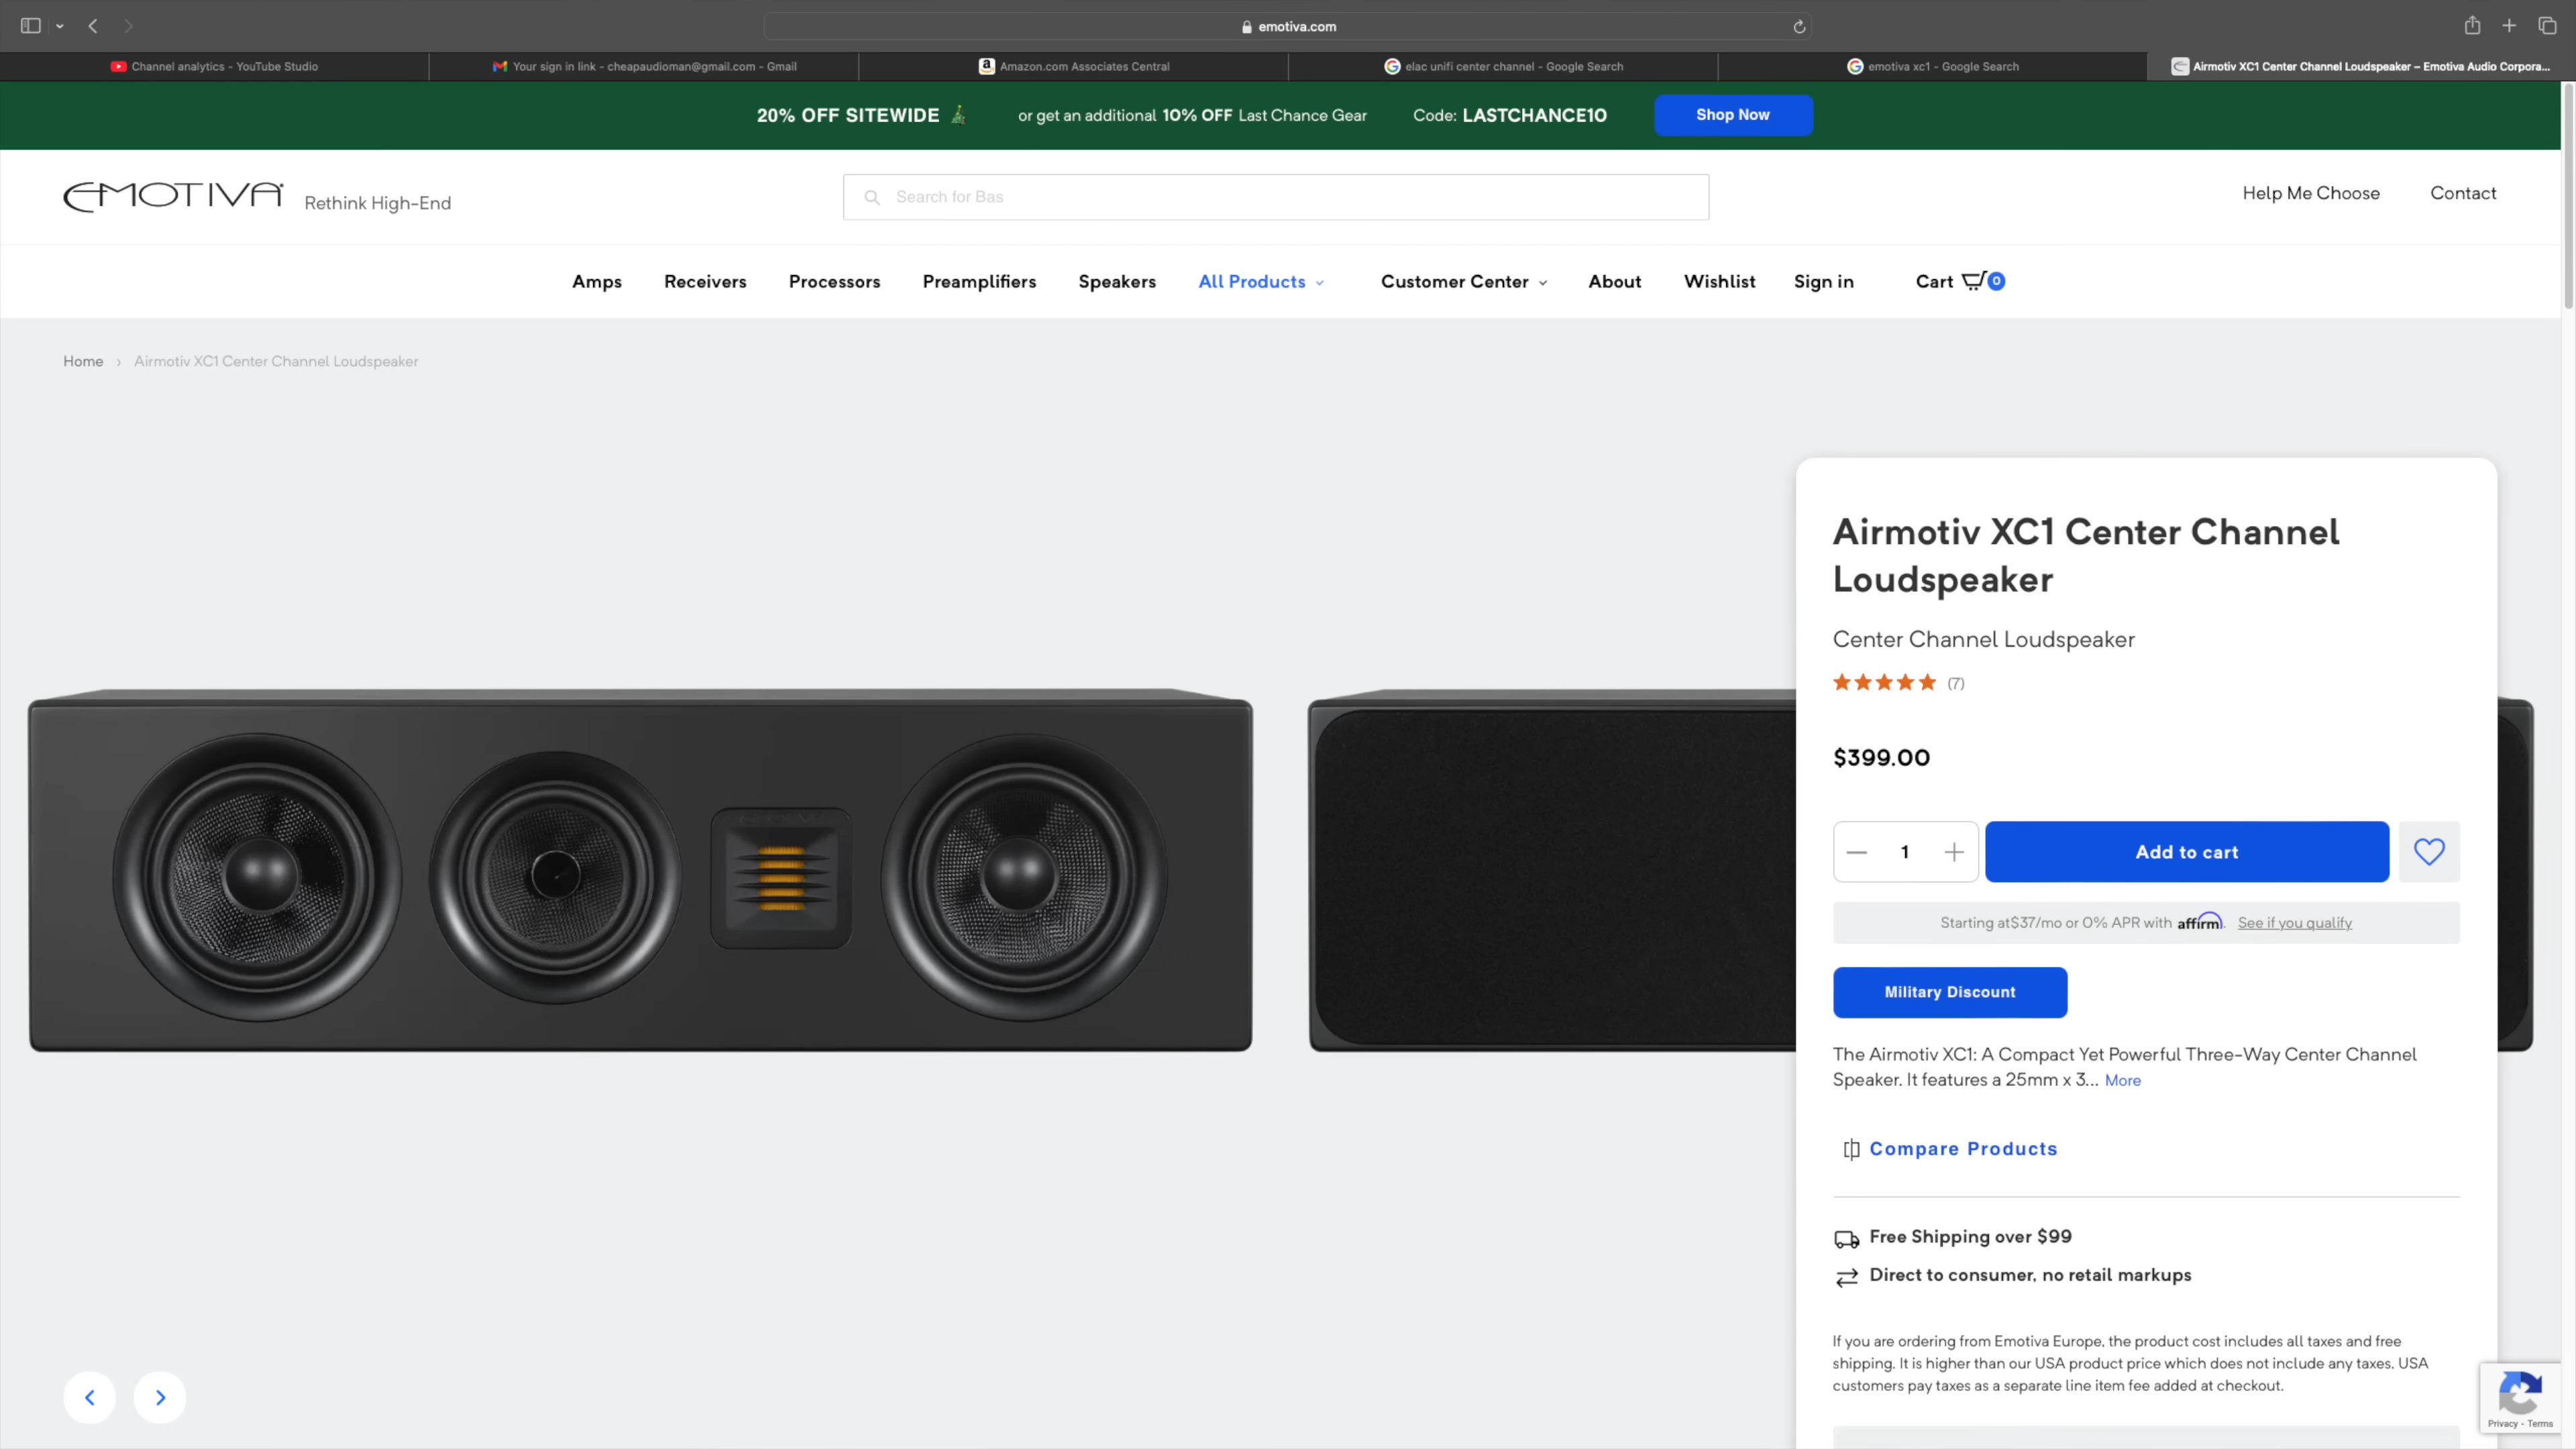 emotiva.com
Channel analytics - YouTube Studio
Your sign in link - cheapaudioman@gmail.com - Gmail
Amazon.com Associates Central
elac unifi center channel - Google Search
emotiva xc1 - Google Search
Airmotiv XC1 Center Channel Loudspeaker – Emotiva Audio Corpora...
20% OFF SITEWIDE or get an additional 10% OFF Last Chance Gear Code: LASTCHANCE10 Shop Now
EMOTIVA Rethink High-End
Search for Bas
Help Me Choose Contact
Amps Receivers Processors Preamplifiers Speakers All Products Customer Center About Wishlist Sign in Cart 0
Home › Airmotiv XC1 Center Channel Loudspeaker
Airmotiv XC1 Center Channel
Loudspeaker
Center Channel Loudspeaker
(7)
$399.00
— 1 + Add to cart
Starting at$37/mo or 0% APR with affirm. See if you qualify
Military Discount
The Airmotiv XC1: A Compact Yet Powerful Three-Way Center Channel
Speaker. It features a 25mm x 3... More
Compare Products
Free Shipping over $99
Direct to consumer, no retail markups
If you are ordering from Emotiva Europe, the product cost includes all taxes and free
shipping. It is higher than our USA product price which does not include any taxes. USA
customers pay taxes as a separate line item fee added at checkout.
Privacy - Terms